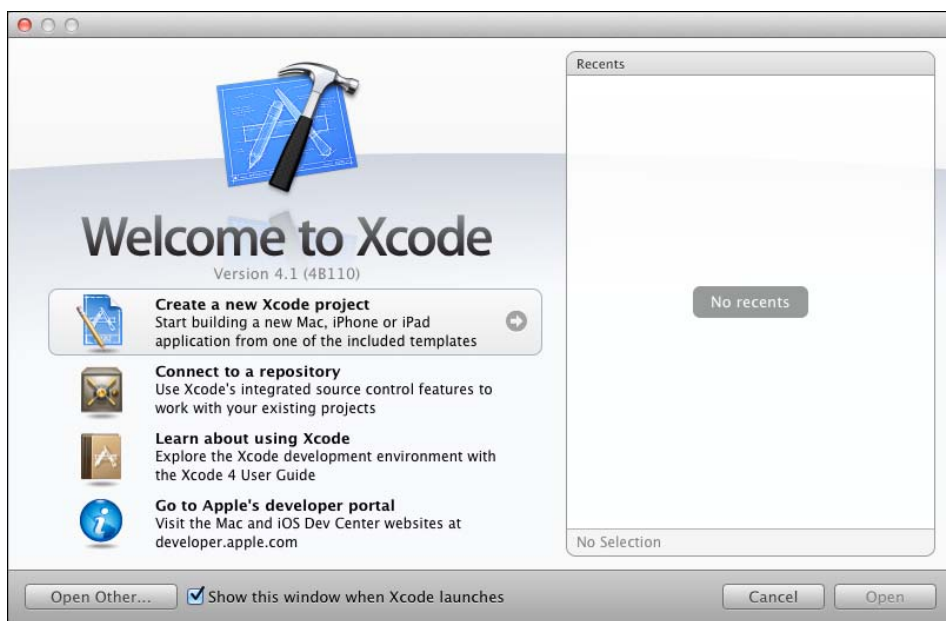 Welcome to Xcode
Version 4.1 (4B110)
Create a new Xcode project
Start building a new Mac, iPhone or iPad
application from one of the included templates
Connect to a repository
Use Xcode's integrated source control features to
work with your existing projects
Learn about using Xcode
Explore the Xcode development environment with
the Xcode 4 User Guide
Go to Apple's developer portal
Visit the Mac and iOS Dev Center websites at
developer.apple.com
Recents
No recents
No Selection
Open Other...
Show this window when Xcode launches
Cancel
Open